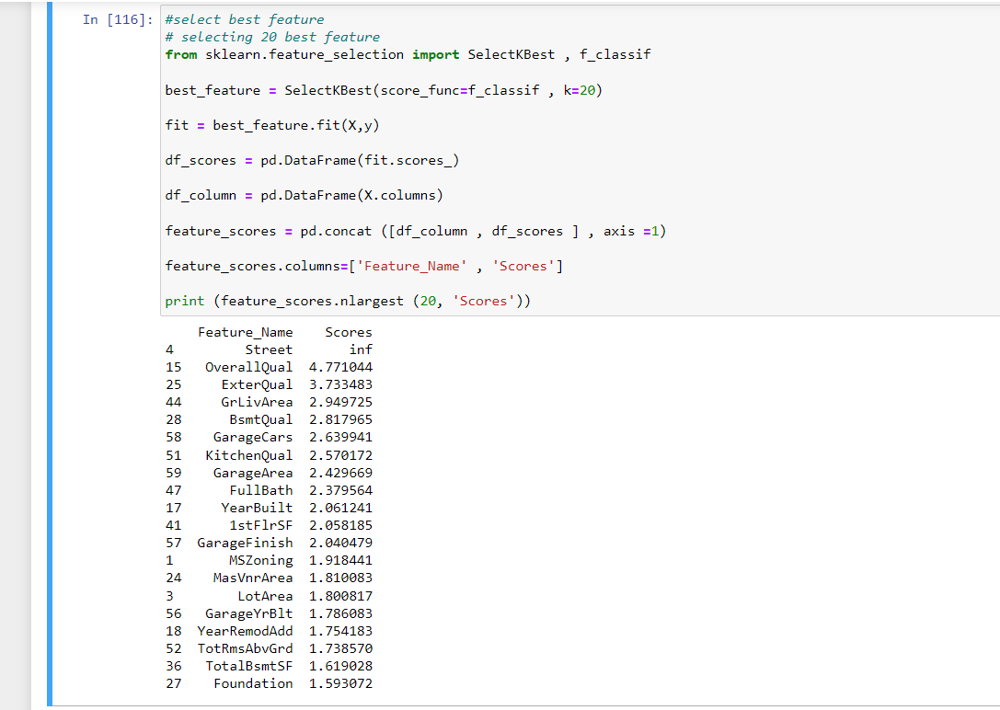 In [116]: #select best feature
# selecting 20 best feature
from sklearn.feature_selection import SelectKBest , f_classif
best_feature = SelectKBest(score_func=f_classif , k=20)
fit = best_feature.fit(X,y)
df_scores = pd.DataFrame(fit.scores_)
df_column = pd.DataFrame(X.columns)
feature_scores = pd.concat ([df_column , df_scores ] , axis =1)
feature_scores.columns=['Feature_Name' , 'Scores']
print (feature_scores.nlargest (20, 'Scores'))
Feature_Name Scores
4 Street inf
15 OverallQual 4.771044
25 ExterQual 3.733483
44 GrLivArea 2.949725
28 BsmtQual 2.817965
58 GarageCars 2.639941
51 KitchenQual 2.570172
59 GarageArea 2.429669
47 FullBath 2.379564
17 YearBuilt 2.061241
41 1stFlrSF 2.058185
57 GarageFinish 2.040479
1 MSZoning 1.918441
24 MasVnrArea 1.810083
3 LotArea 1.800817
56 GarageYrBlt 1.786083
18 YearRemodAdd 1.754183
52 TotRmsAbvGrd 1.738570
36 TotalBsmtSF 1.619028
27 Foundation 1.593072